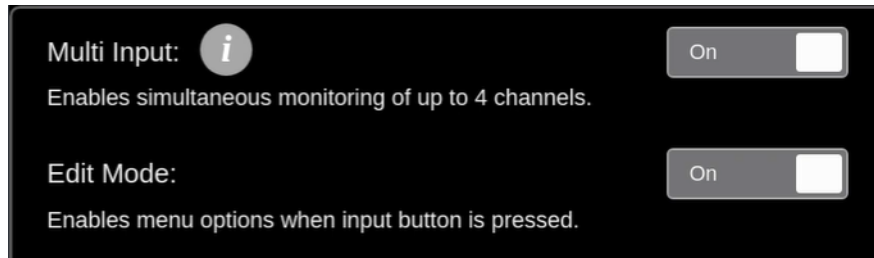 Multi Input: i On
Enables simultaneous monitoring of up to 4 channels.
Edit Mode: On
Enables menu options when input button is pressed.